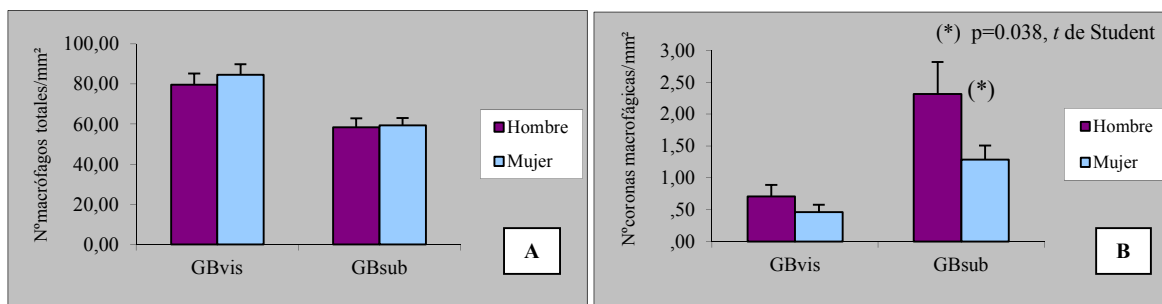 Nºmacrófagos totales/mm²
100,00
80,00
60,00
40,00
20,00
0,00
GBvis
GBsub
Hombre
Mujer
A
(*) p=0.038, t de Student
Nºcoronas macrofágicas/mm²
3,00
2,50
2,00
1,50
1,00
,50
,00
(*)
GBvis
GBsub
Hombre
Mujer
B